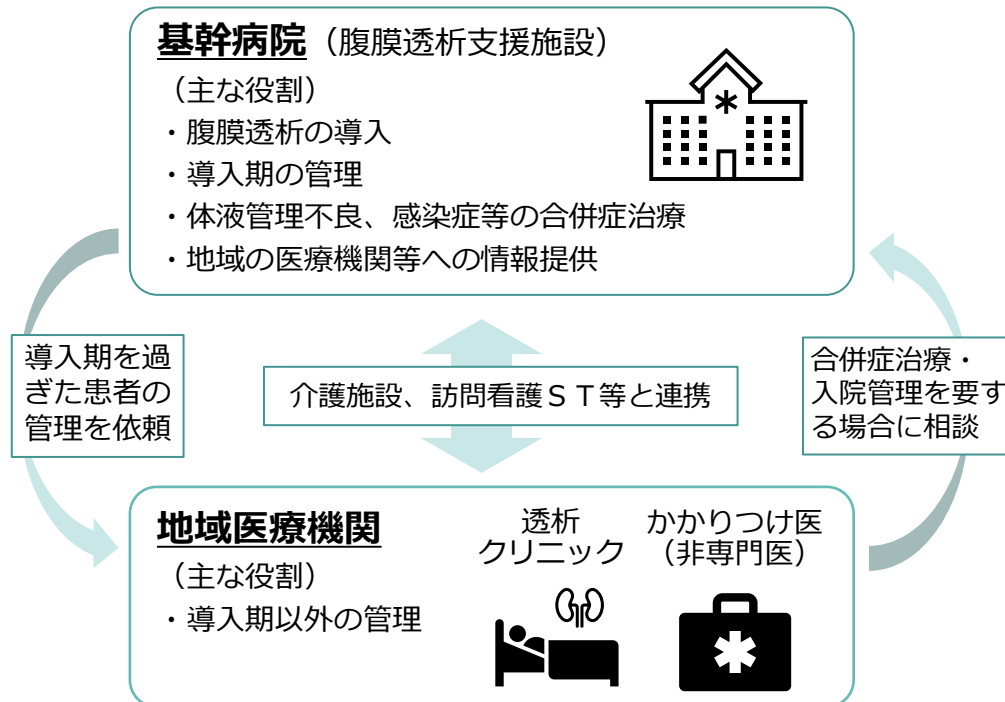 基幹病院（腹膜透析支援施設）
（主な役割）
・腹膜透析の導入
・導入期の管理
・体液管理不良、感染症等の合併症治療
・地域の医療機関等への情報提供
導入期を過
ぎた患者の
管理を依頼
介護施設、訪問看護ＳＴ等と連携
合併症治療・
入院管理を要す
る場合に相談
地域医療機関
（主な役割）
・導入期以外の管理
透析
クリニック
かかりつけ医
（非専門医）